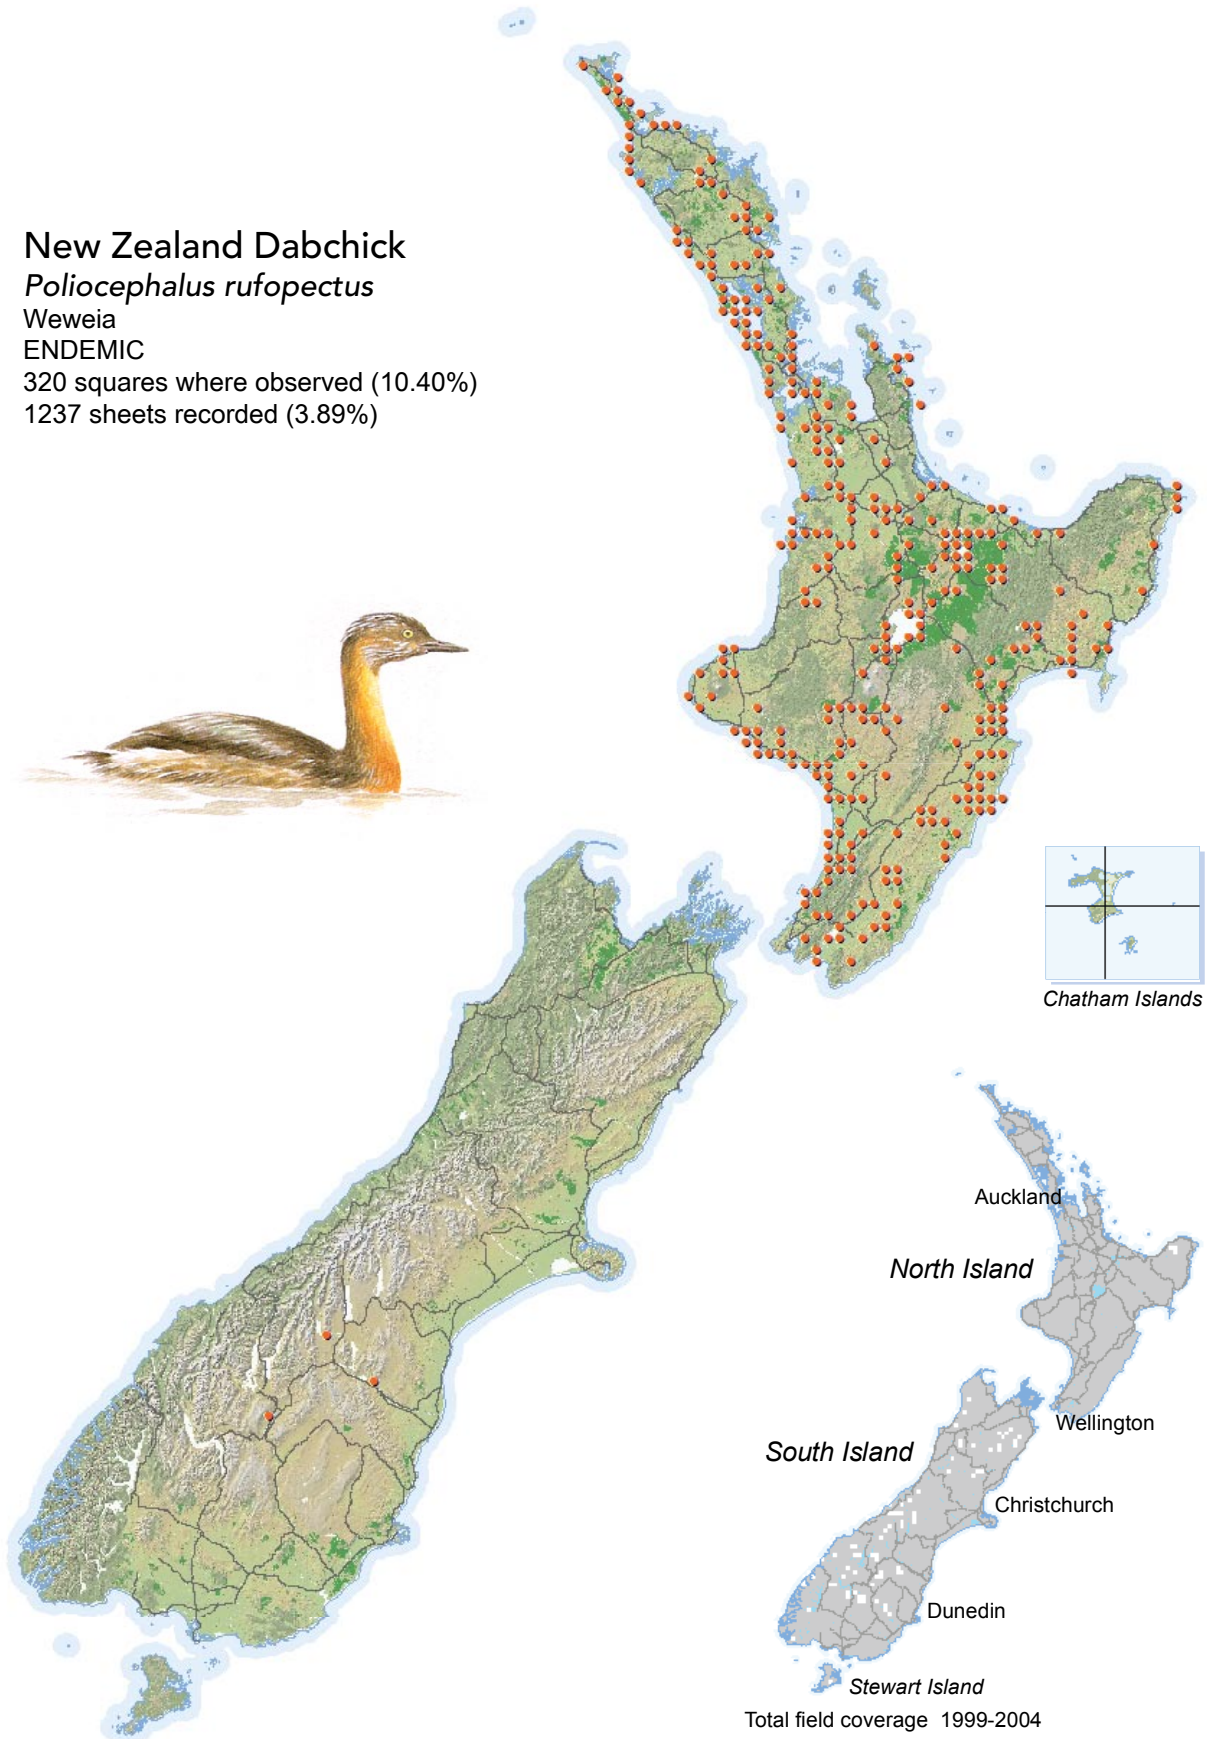 New Zealand Dabchick
Poliocephalus rufopectus
Weweia
ENDEMIC
320 squares where observed (10.40%)
1237 sheets recorded (3.89%)
Chatham Islands
Auckland
North Island
Wellington
South Island
Christchurch
Dunedin
Stewart Island
Total field coverage 1999-2004